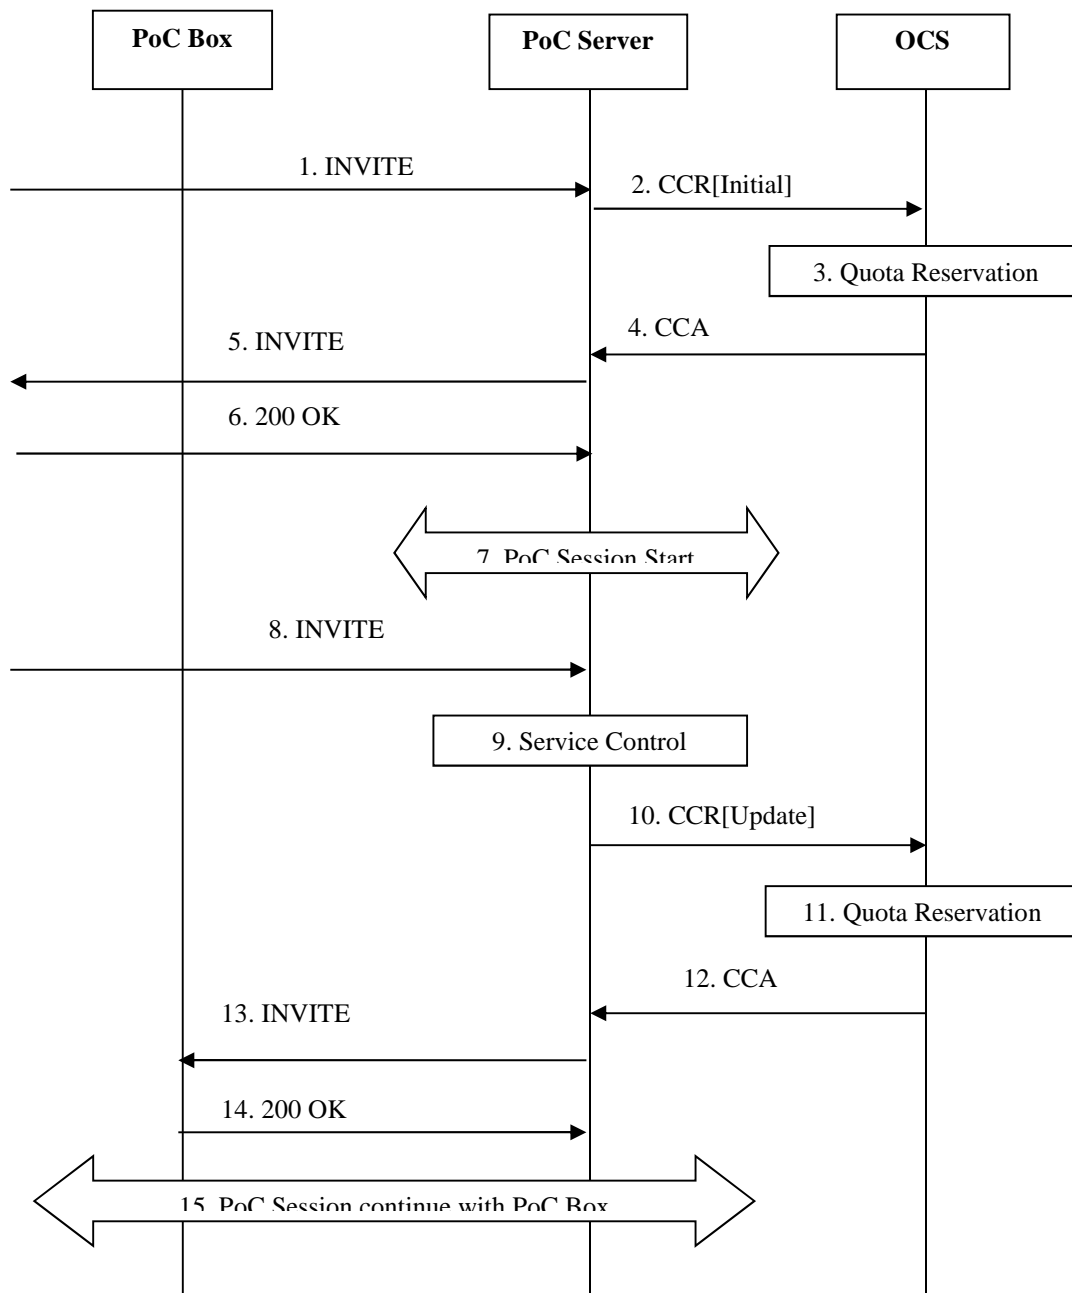 PoC Box
PoC Server
OCS
1. INVITE
2. CCR[Initial]
3. Quota Reservation
4. CCA
5. INVITE
6. 200 OK
7. PoC Session Start
8. INVITE
9. Service Control
10. CCR[Update]
11. Quota Reservation
12. CCA
13. INVITE
14. 200 OK
15. PoC Session continue with PoC Box